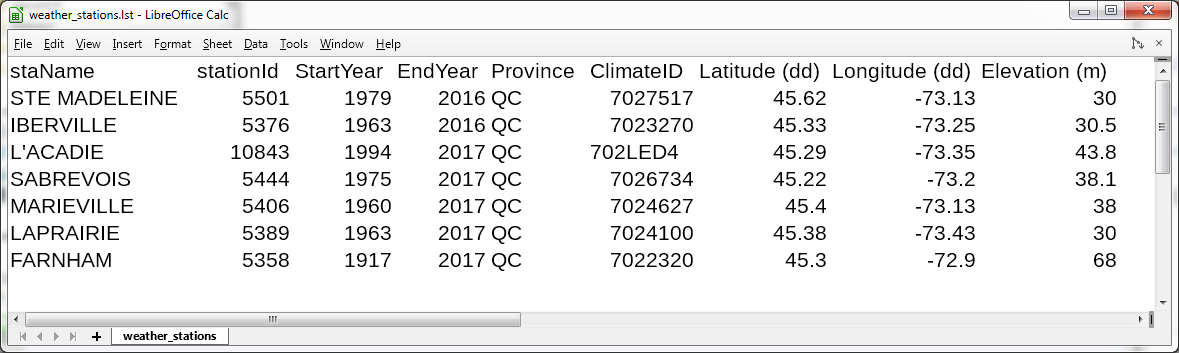 weather_stations.lst - LibreOffice Calc
File Edit View Insert Format Sheet Data Tools Window Help
staName stationId StartYear EndYear Province ClimateID Latitude (dd) Longitude (dd) Elevation (m)
STE MADELEINE 5501 1979 2016 QC 7027517 45.62 -73.13 30
IBERVILLE 5376 1963 2016 QC 7023270 45.33 -73.25 30.5
L'ACADIE 10843 1994 2017 QC 702LED4 45.29 -73.35 43.8
SABREVOIS 5444 1975 2017 QC 7026734 45.22 -73.2 38.1
MARIEVILLE 5406 1960 2017 QC 7024627 45.4 -73.13 38
LAPRAIRIE 5389 1963 2017 QC 7024100 45.38 -73.43 30
FARNHAM 5358 1917 2017 QC 7022320 45.3 -72.9 68
weather_stations